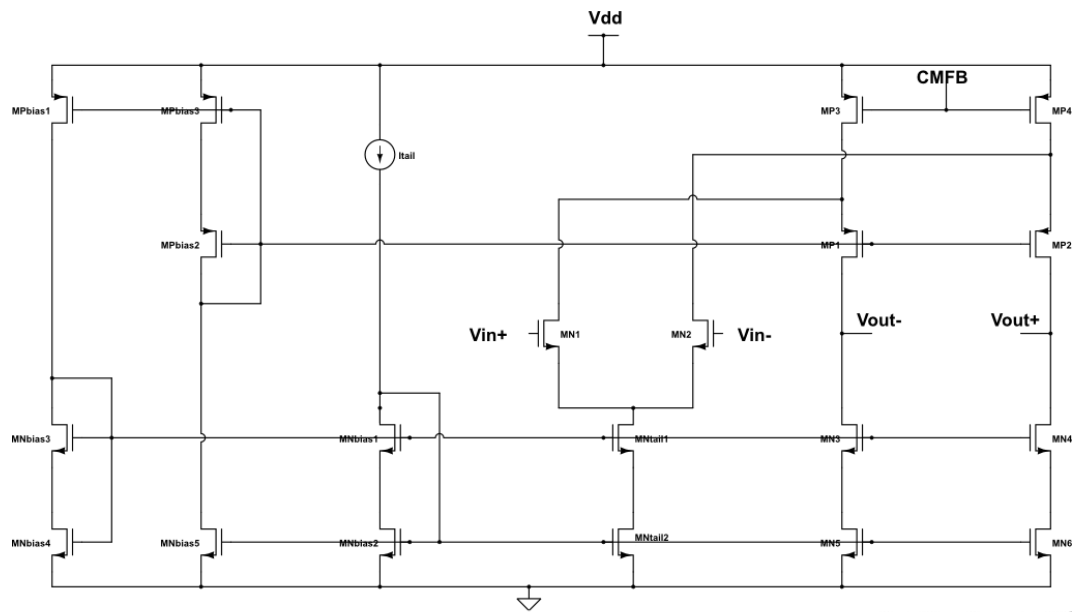 Vdd
CMFB
MPbias1
MPbias3
MP3
MP4
Itail
MPbias2
MP1
MP2
Vin+
MN1
MN2
Vin-
Vout-
Vout+
MNbias3
MNbias1
MNtail1
MN3
MN4
MNbias4
MNbias5
MNbias2
MNtail2
MN5
MN6